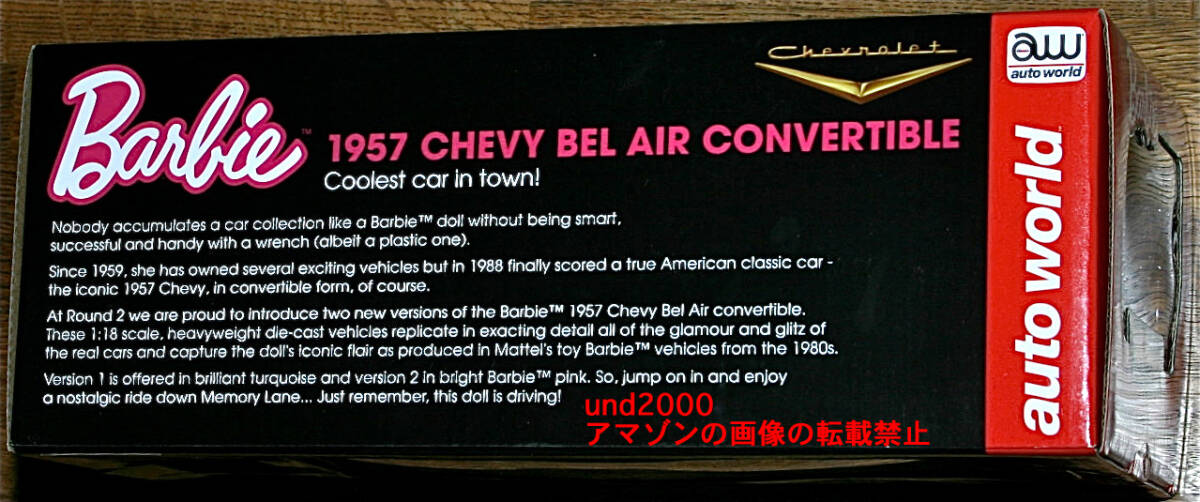 Barbie™
1957 CHEVY BEL AIR CONVERTIBLE
Coolest car in town!
Chevrolet
aw
auto world
auto world
Nobody accumulates a car collection like a Barbie™ doll without being smart,
successful and handy with a wrench (albeit a plastic one).
Since 1959, she has owned several exciting vehicles but in 1988 finally scored a true American classic car -
the iconic 1957 Chevy, in convertible form, of course.
At Round 2 we are proud to introduce two new versions of the Barbie™ 1957 Chevy Bel Air convertible.
These 1:18 scale, heavyweight die-cast vehicles replicate in exacting detail all of the glamour and glitz of
the real cars and capture the doll's iconic flair as produced in Mattel's toy Barbie™ vehicles from the 1980s.
Version 1 is offered in brilliant turquoise and version 2 in bright Barbie™ pink. So, jump on in and enjoy
a nostalgic ride down Memory Lane... Just remember, this doll is driving!
und2000
アマゾンの画像の転載禁止